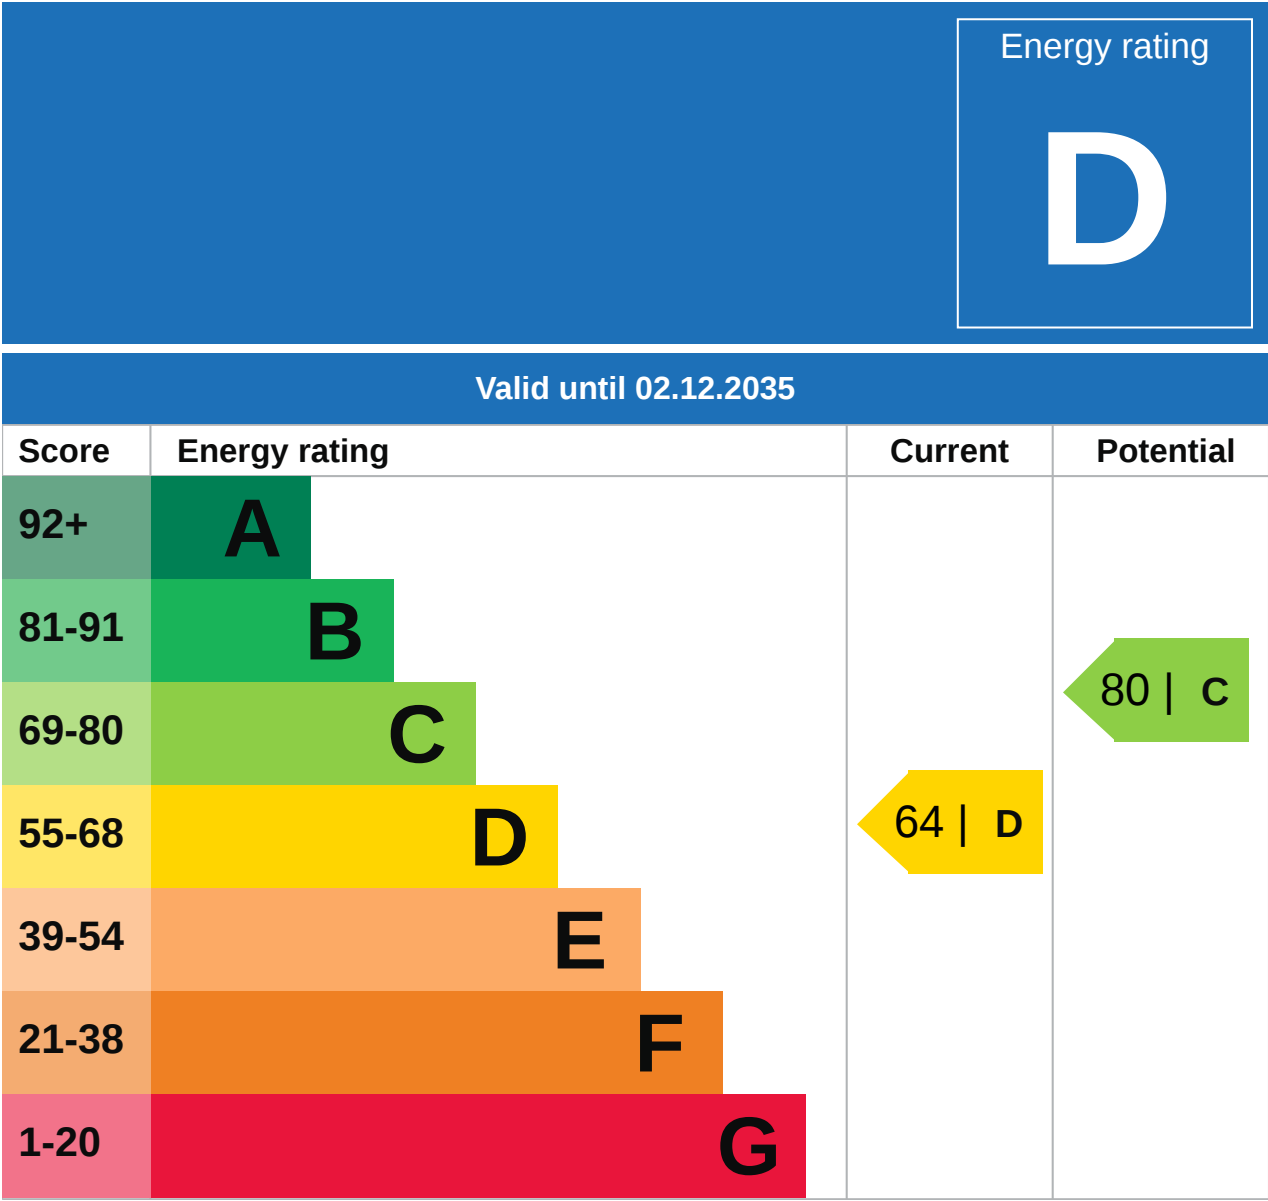 Energy rating
D
Valid until 02.12.2035
Score Energy rating Current Potential
92+ A
81-91 B
80 | C
69-80 C
64 | D
55-68 D
39-54 E
21-38 F
1-20 G